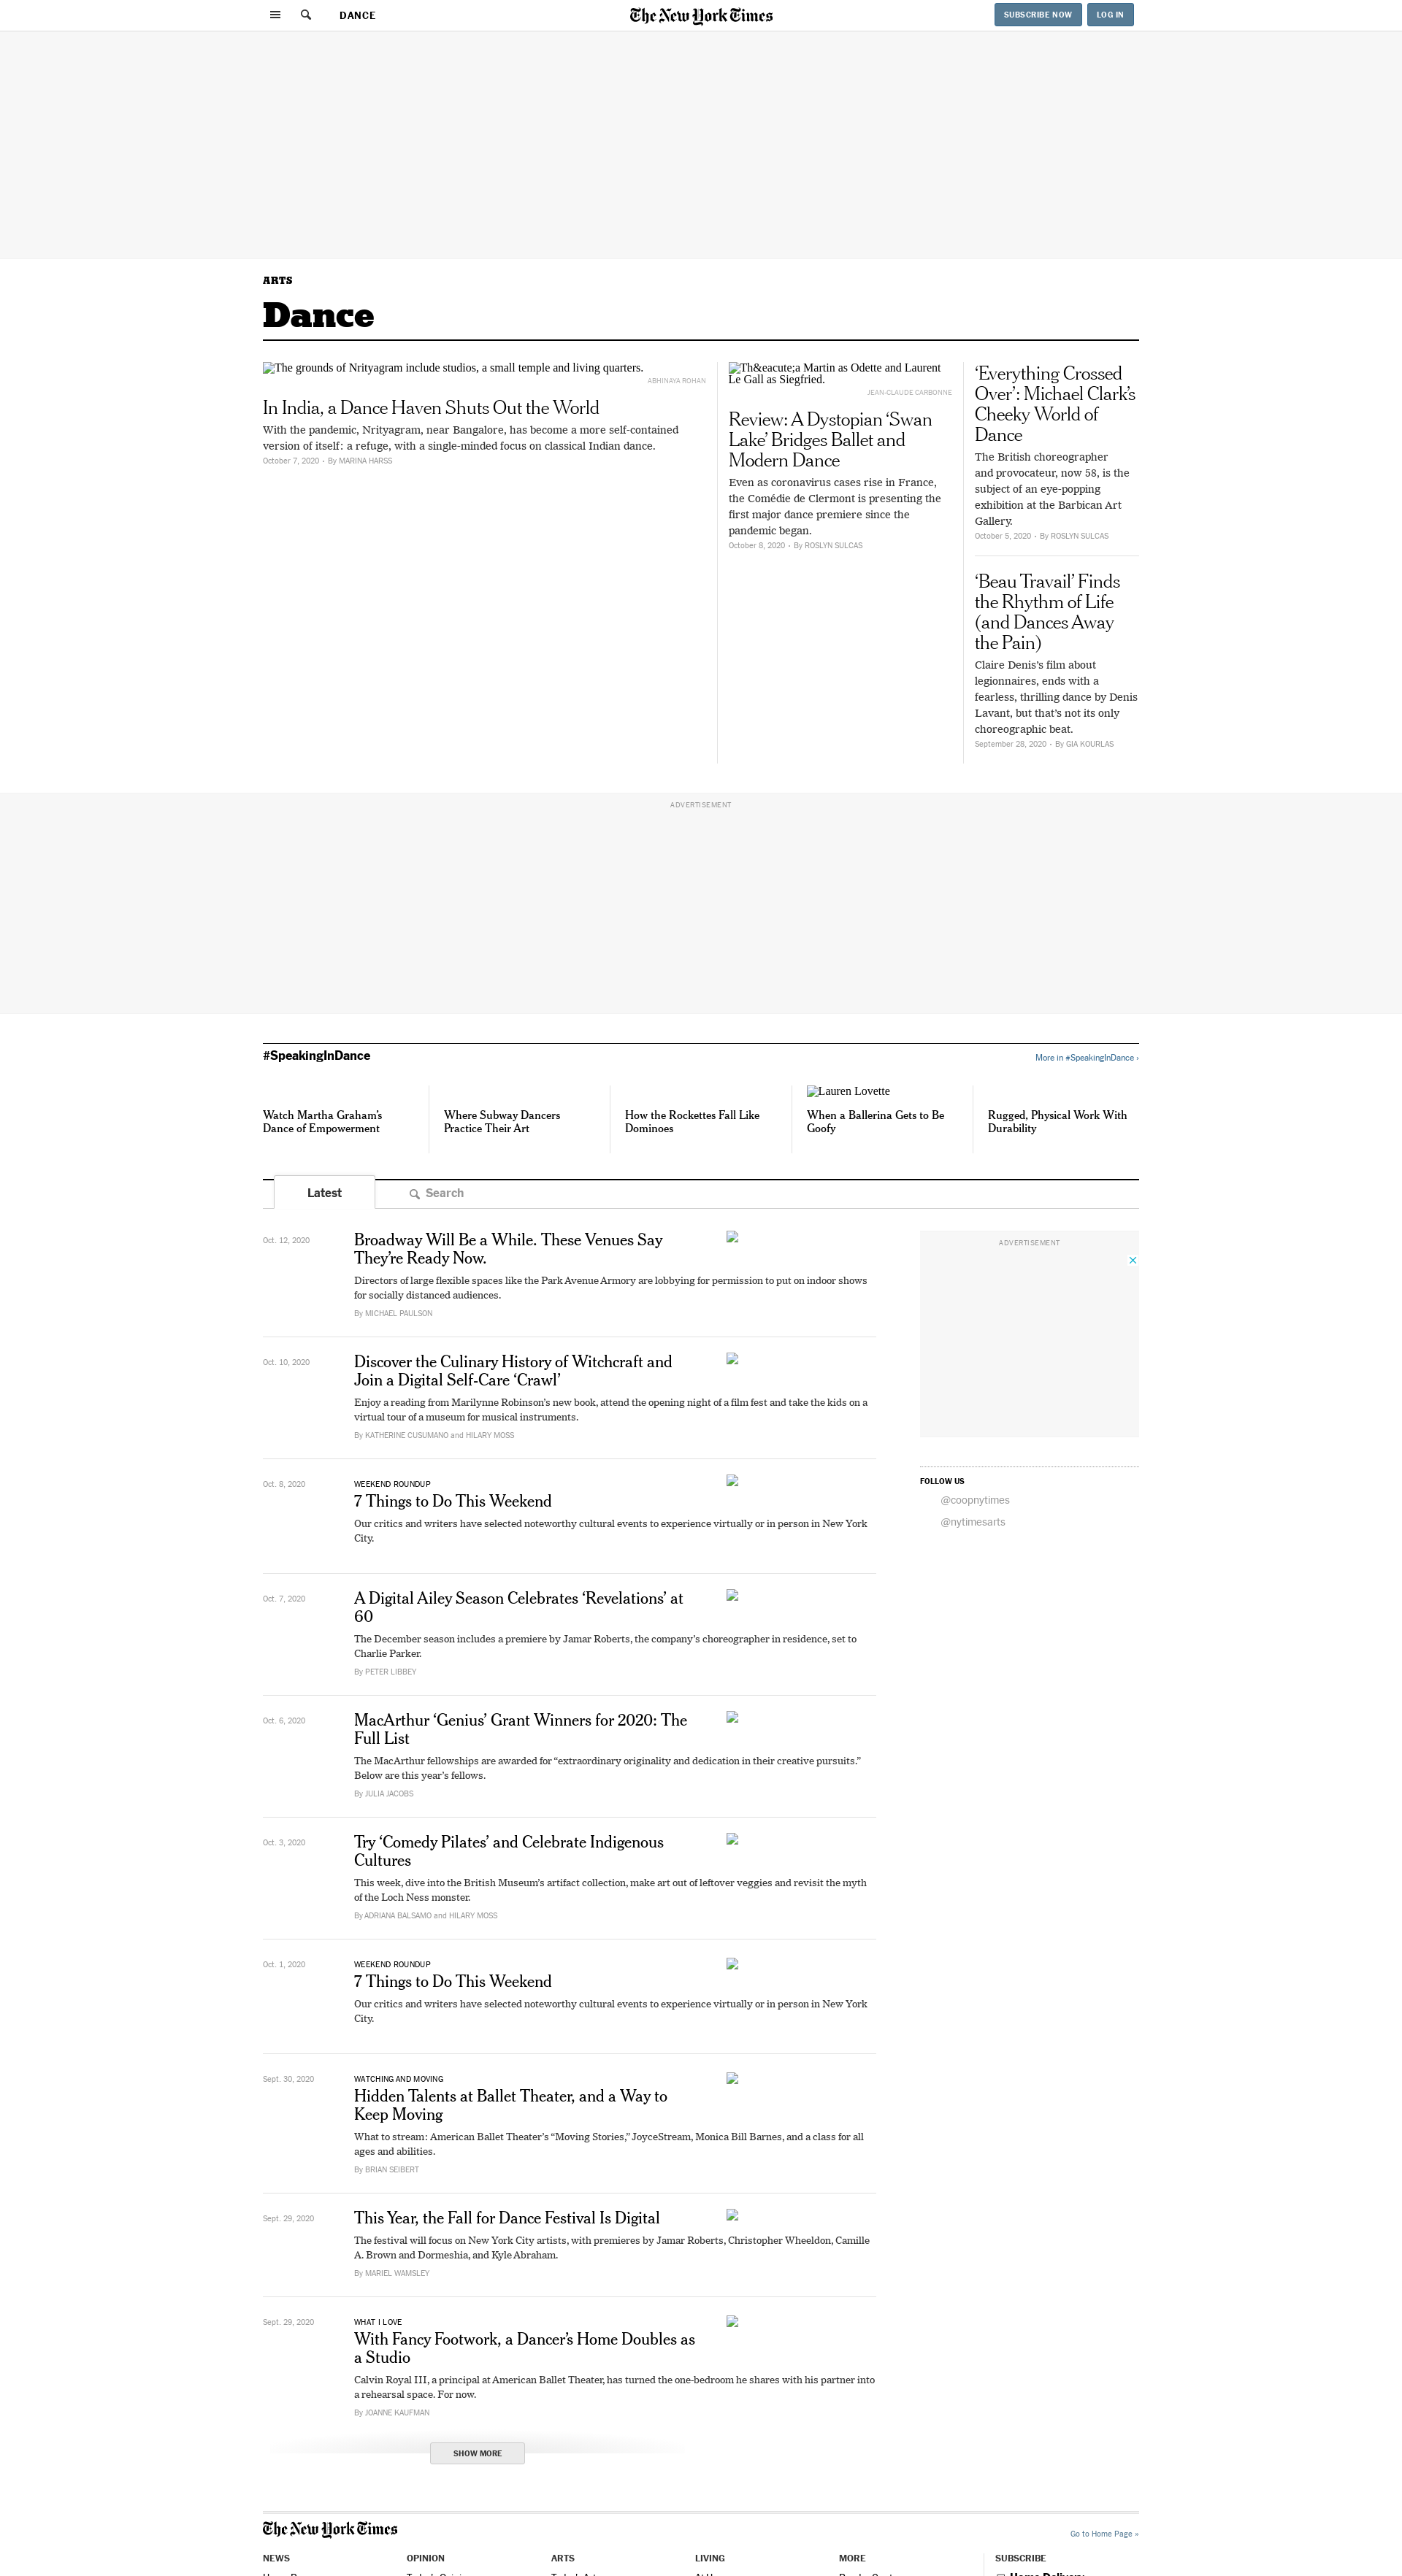 DANCE
The New York Times
SUBSCRIBE NOW
LOG IN
ARTS
Dance
The grounds of Nrityagram include studios, a small temple and living quarters.
ABHINAYA ROHAN
In India, a Dance Haven Shuts Out the World
With the pandemic, Nrityagram, near Bangalore, has become a more self-contained
version of itself: a refuge, with a single-minded focus on classical Indian dance.
October 7, 2020 • By MARINA HARSS
Th&eacute;a Martin as Odette and Laurent
Le Gall as Siegfried.
JEAN-CLAUDE CARBONNE
Review: A Dystopian ‘Swan
Lake’ Bridges Ballet and
Modern Dance
Even as coronavirus cases rise in France,
the Comédie de Clermont is presenting the
first major dance premiere since the
pandemic began.
October 8, 2020 • By ROSLYN SULCAS
‘Everything Crossed
Over’: Michael Clark’s
Cheeky World of
Dance
The British choreographer
and provocateur, now 58, is the
subject of an eye-popping
exhibition at the Barbican Art
Gallery.
October 5, 2020 • By ROSLYN SULCAS
‘Beau Travail’ Finds
the Rhythm of Life
(and Dances Away
the Pain)
Claire Denis’s film about
legionnaires, ends with a
fearless, thrilling dance by Denis
Lavant, but that’s not its only
choreographic beat.
September 28, 2020 • By GIA KOURLAS
ADVERTISEMENT
#SpeakingInDance
More in #SpeakingInDance ›
Watch Martha Graham’s
Dance of Empowerment
Where Subway Dancers
Practice Their Art
How the Rockettes Fall Like
Dominoes
Lauren Lovette
When a Ballerina Gets to Be
Goofy
Rugged, Physical Work With
Durability
Latest
Search
Oct. 12, 2020
Broadway Will Be a While. These Venues Say
They’re Ready Now.
Directors of large flexible spaces like the Park Avenue Armory are lobbying for permission to put on indoor shows
for socially distanced audiences.
By MICHAEL PAULSON
ADVERTISEMENT
Oct. 10, 2020
Discover the Culinary History of Witchcraft and
Join a Digital Self-Care ‘Crawl’
Enjoy a reading from Marilynne Robinson’s new book, attend the opening night of a film fest and take the kids on a
virtual tour of a museum for musical instruments.
By KATHERINE CUSUMANO and HILARY MOSS
FOLLOW US
@coopnytimes
@nytimesarts
Oct. 8, 2020
WEEKEND ROUNDUP
7 Things to Do This Weekend
Our critics and writers have selected noteworthy cultural events to experience virtually or in person in New York
City.
Oct. 7, 2020
A Digital Ailey Season Celebrates ‘Revelations’ at
60
The December season includes a premiere by Jamar Roberts, the company’s choreographer in residence, set to
Charlie Parker.
By PETER LIBBEY
Oct. 6, 2020
MacArthur ‘Genius’ Grant Winners for 2020: The
Full List
The MacArthur fellowships are awarded for “extraordinary originality and dedication in their creative pursuits.”
Below are this year’s fellows.
By JULIA JACOBS
Oct. 3, 2020
Try ‘Comedy Pilates’ and Celebrate Indigenous
Cultures
This week, dive into the British Museum’s artifact collection, make art out of leftover veggies and revisit the myth
of the Loch Ness monster.
By ADRIANA BALSAMO and HILARY MOSS
Oct. 1, 2020
WEEKEND ROUNDUP
7 Things to Do This Weekend
Our critics and writers have selected noteworthy cultural events to experience virtually or in person in New York
City.
Sept. 30, 2020
WATCHING AND MOVING
Hidden Talents at Ballet Theater, and a Way to
Keep Moving
What to stream: American Ballet Theater’s “Moving Stories,” JoyceStream, Monica Bill Barnes, and a class for all
ages and abilities.
By BRIAN SEIBERT
Sept. 29, 2020
This Year, the Fall for Dance Festival Is Digital
The festival will focus on New York City artists, with premieres by Jamar Roberts, Christopher Wheeldon, Camille
A. Brown and Dormeshia, and Kyle Abraham.
By MARIEL WAMSLEY
Sept. 29, 2020
WHAT I LOVE
With Fancy Footwork, a Dancer’s Home Doubles as
a Studio
Calvin Royal III, a principal at American Ballet Theater, has turned the one-bedroom he shares with his partner into
a rehearsal space. For now.
By JOANNE KAUFMAN
SHOW MORE
The New York Times
Go to Home Page »
NEWS
OPINION
ARTS
LIVING
MORE
SUBSCRIBE